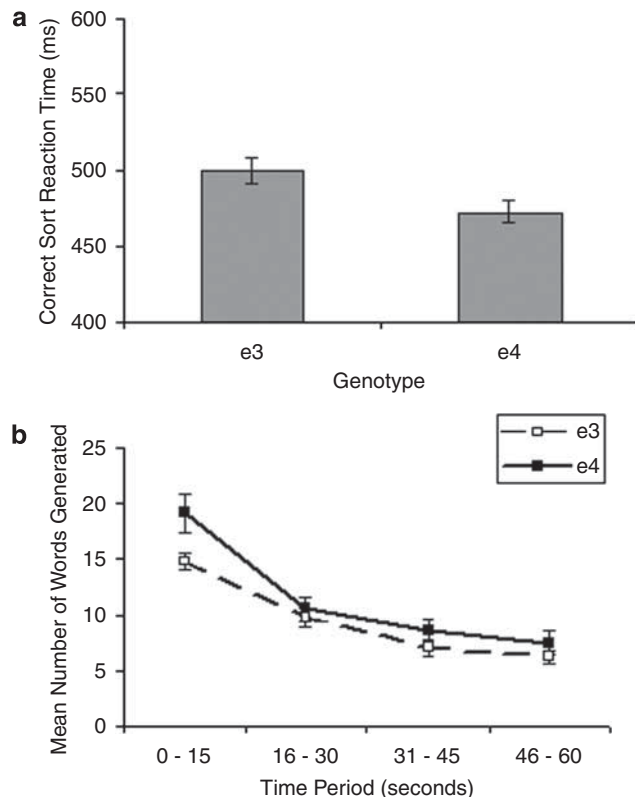 a
Correct Sort Reaction Time (ms)
600
550
500
450
400
e3 e4
Genotype
b
Mean Number of Words Generated
e3
e4
25
20
15
10
5
0
0 - 15 16 - 30 31 - 45 46 - 60
Time Period (seconds)